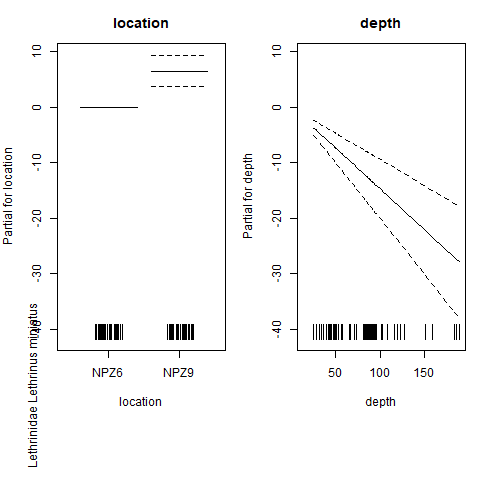 location
10
0
-10
-20
-30
-40
Partial for location
Lethrinidae Lethrinus miniatus
NPZ6 NPZ9
location
depth
10
0
-10
-20
-30
-40
Partial for depth
50 100 150
depth